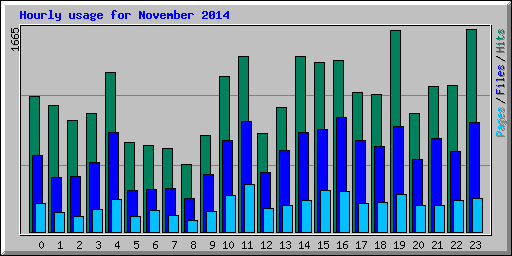 Hourly usage for November 2014
1665
Pages/Files/Hits
0 1 2 3 4 5 6 7 8 9 10 11 12 13 14 15 16 17 18 19 20 21 22 23